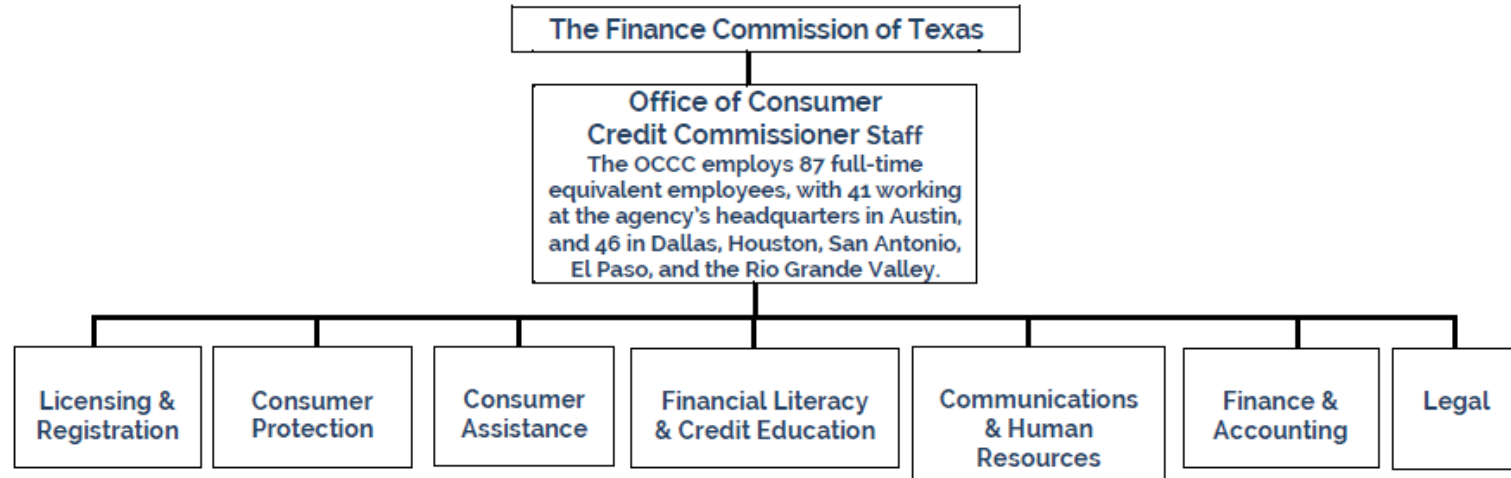 The Finance Commission of Texas
Office of Consumer
Credit Commissioner Staff
The OCCC employs 87 full-time
equivalent employees, with 41 working
at the agency's headquarters in Austin,
and 46 in Dallas, Houston, San Antonio,
El Paso, and the Rio Grande Valley.
Licensing &
Registration
Consumer
Protection
Consumer
Assistance
Financial Literacy
& Credit Education
Communications
& Human
Resources
Finance &
Accounting
Legal